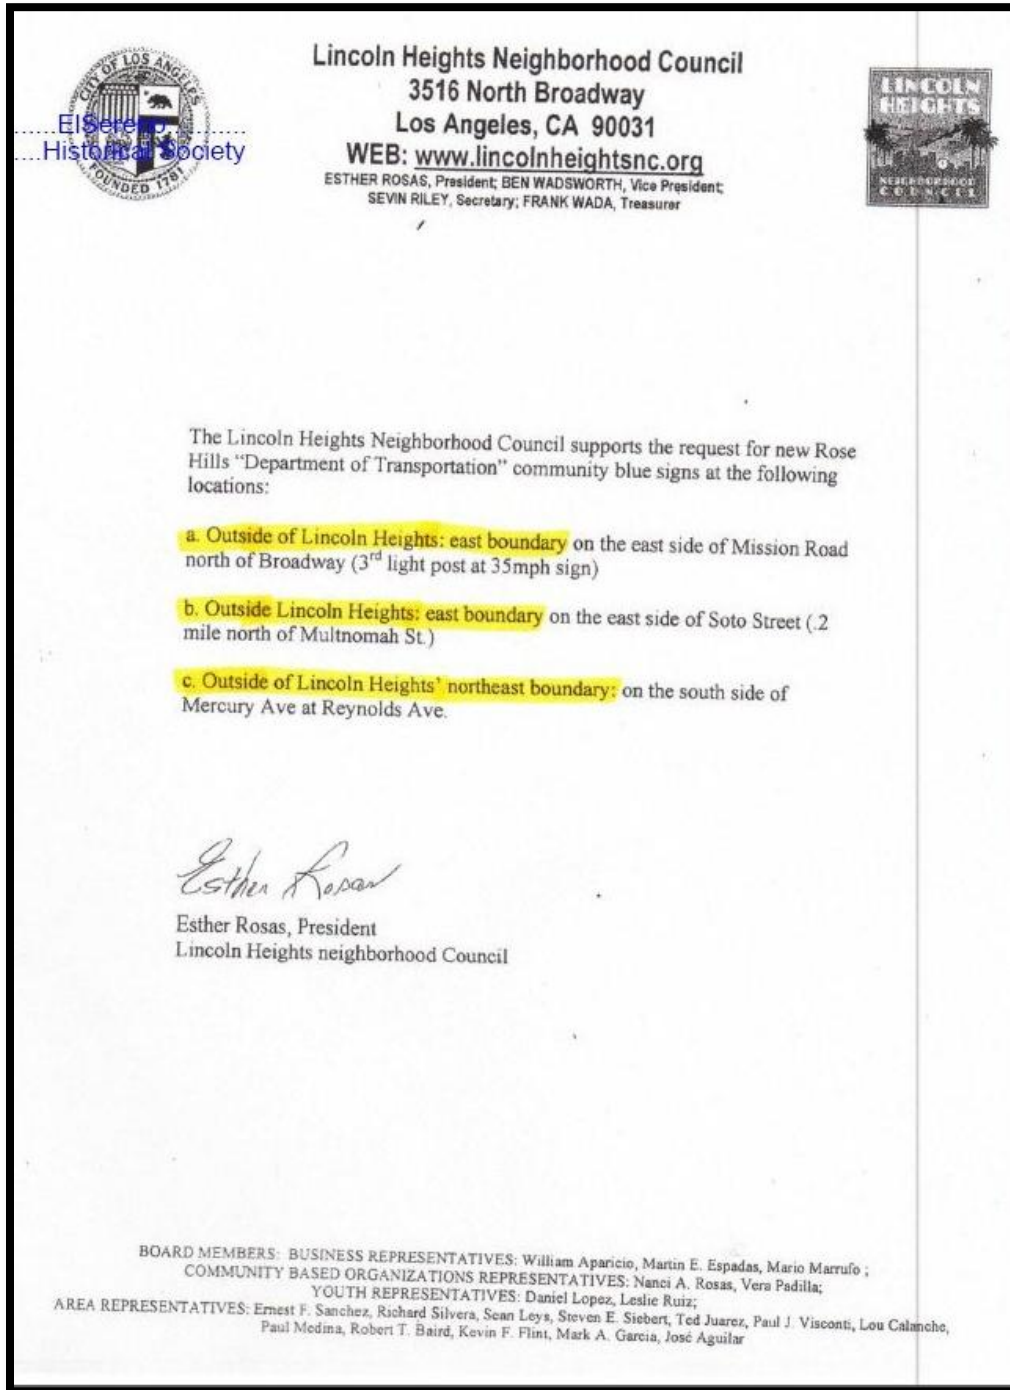 CITY OF LOS ANGELES
FOUNDED 1781
.....ElSereno..............
....Historical Society
Lincoln Heights Neighborhood Council
3516 North Broadway
Los Angeles, CA 90031
WEB: www.lincolnheightsnc.org
ESTHER ROSAS, President; BEN WADSWORTH, Vice President;
SEVIN RILEY, Secretary; FRANK WADA, Treasurer
LINCOLN
HEIGHTS
NEIGHBORHOOD
COUNCIL
The Lincoln Heights Neighborhood Council supports the request for new Rose
Hills “Department of Transportation” community blue signs at the following
locations:
a. Outside of Lincoln Heights: east boundary on the east side of Mission Road
north of Broadway (3rd light post at 35mph sign)
b. Outside Lincoln Heights: east boundary on the east side of Soto Street (.2
mile north of Multnomah St.)
c. Outside of Lincoln Heights’ northeast boundary: on the south side of
Mercury Ave at Reynolds Ave.
Esther Rosas
Esther Rosas, President
Lincoln Heights neighborhood Council
BOARD MEMBERS: BUSINESS REPRESENTATIVES: William Aparicio, Martin E. Espadas, Mario Marrufo ;
COMMUNITY BASED ORGANIZATIONS REPRESENTATIVES: Nanci A. Rosas, Vera Padilla;
YOUTH REPRESENTATIVES: Daniel Lopez, Leslie Ruiz;
AREA REPRESENTATIVES: Ernest F. Sanchez, Richard Silvera, Sean Leys, Steven E. Siebert, Ted Juarez, Paul J. Visconti, Lou Calanche,
Paul Medina, Robert T. Baird, Kevin F. Flint, Mark A. Garcia, José Aguilar